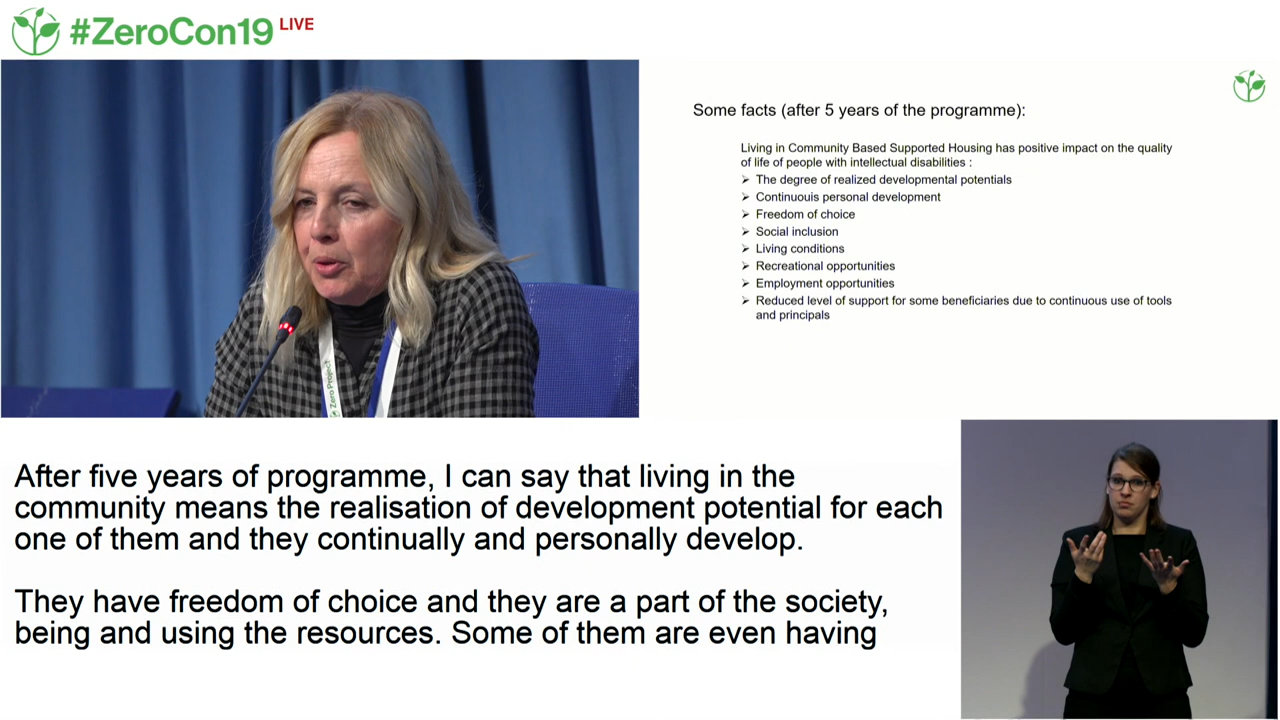 #ZeroCon19 LIVE
Zero Project
Some facts (after 5 years of the programme):
Living in Community Based Supported Housing has positive impact on the quality
of life of people with intellectual disabilities :
➢ The degree of realized developmental potentials
➢ Continuouis personal development
➢ Freedom of choice
➢ Social inclusion
➢ Living conditions
➢ Recreational opportunities
➢ Employment opportunities
➢ Reduced level of support for some beneficiaries due to continuous use of tools
and principals
After five years of programme, I can say that living in the
community means the realisation of development potential for each
one of them and they continually and personally develop.
They have freedom of choice and they are a part of the society,
being and using the resources. Some of them are even having